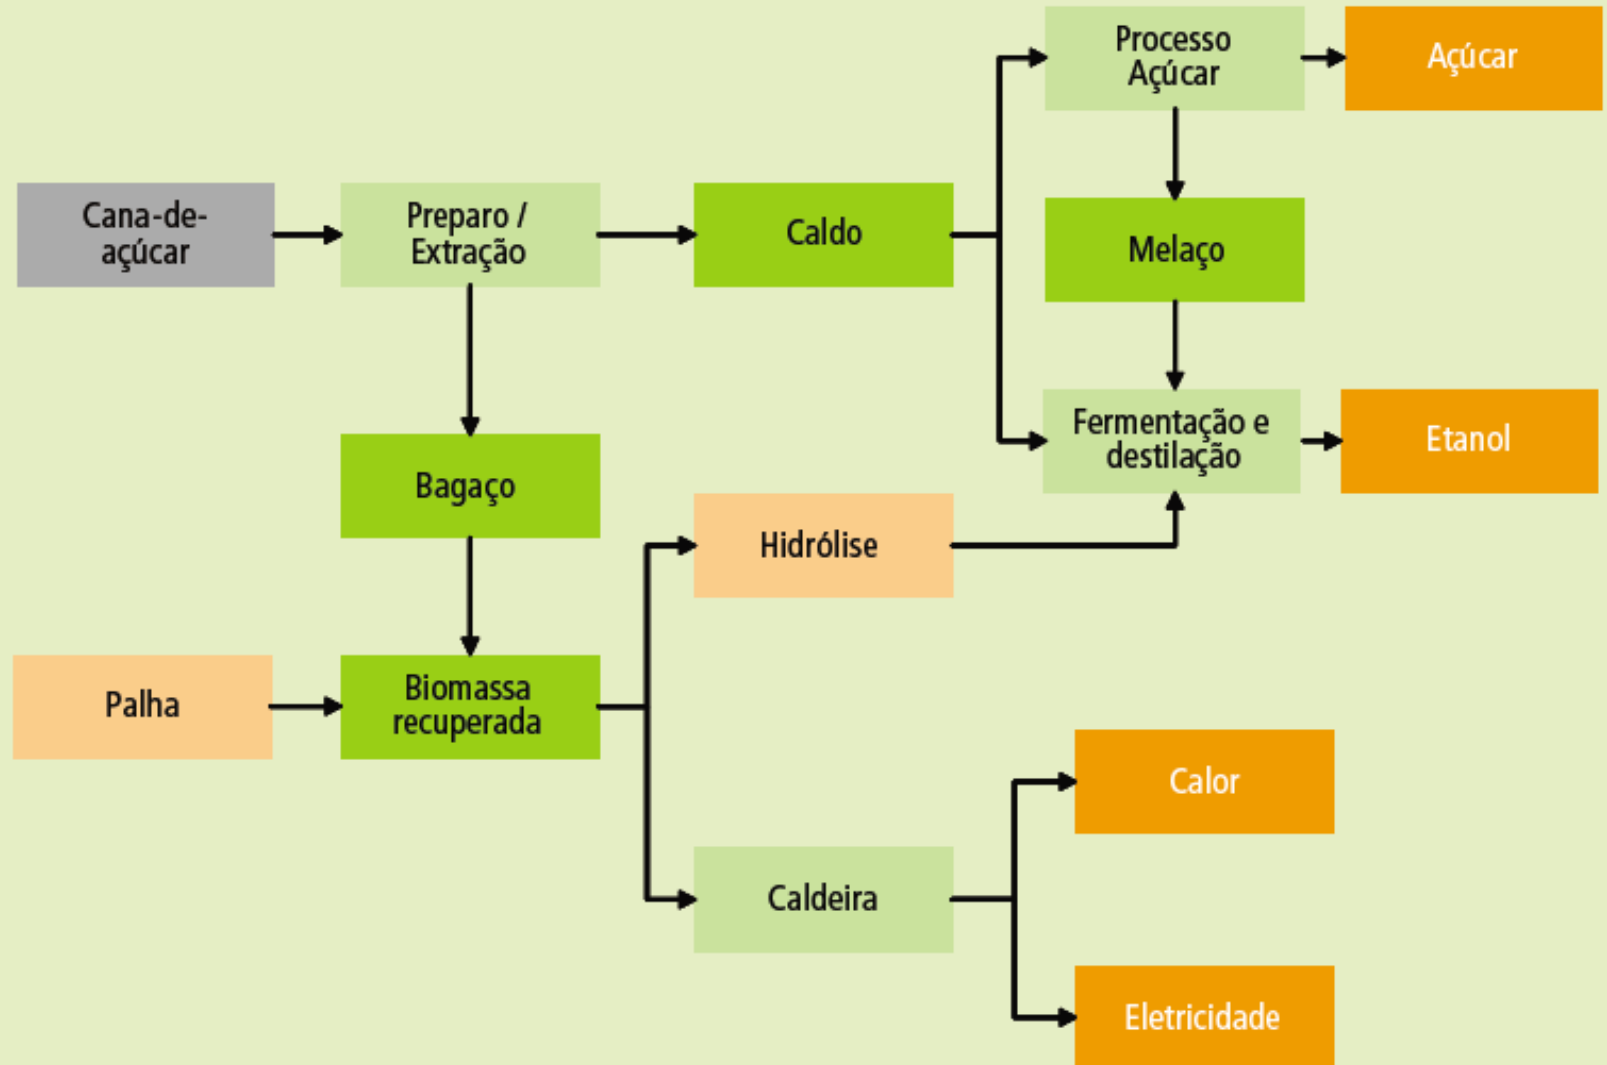 Processo
Açúcar
Açúcar
Cana-de-
açúcar
Preparo /
Extração
Caldo
Melaço
Fermentação e
destilação
Etanol
Bagaço
Hidrólise
Palha
Biomassa
recuperada
Calor
Caldeira
Eletricidade